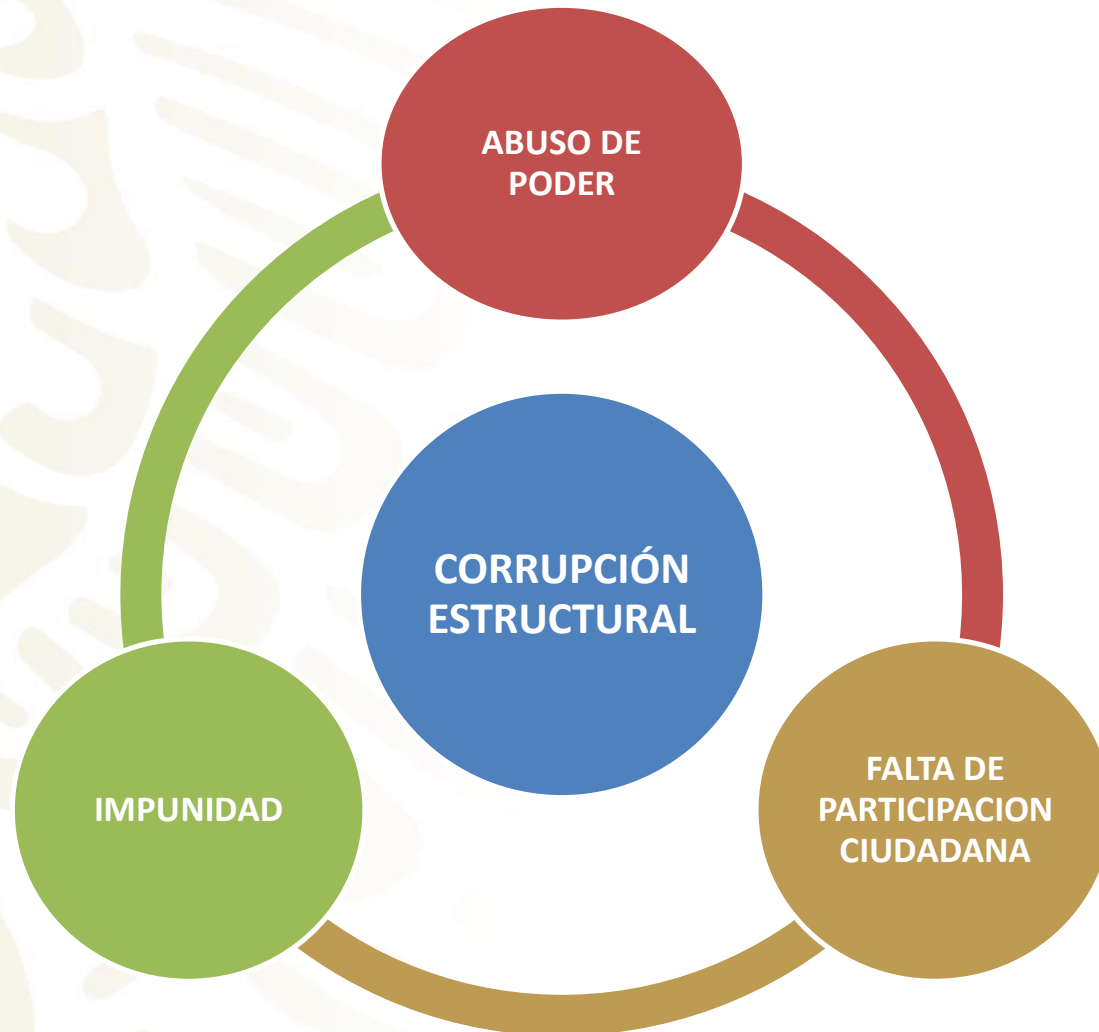 ABUSO DE
PODER
CORRUPCIÓN
ESTRUCTURAL
IMPUNIDAD
FALTA DE
PARTICIPACION
CIUDADANA